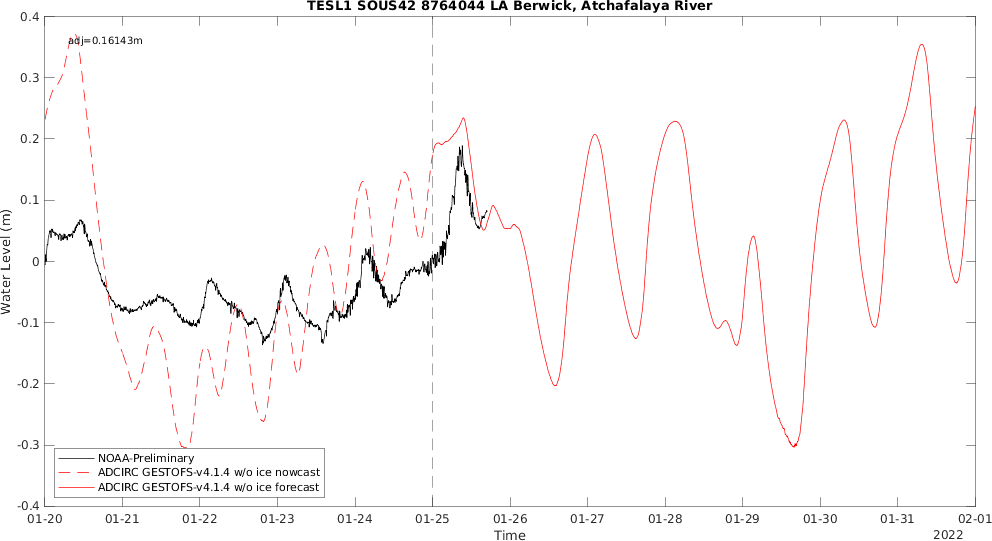 TESL1 SOUS42 8764044 LA Berwick, Atchafalaya River
adj=0.16143m
0.4
0.3
0.2
0.1
0
-0.1
-0.2
-0.3
-0.4
Water Level (m)
NOAA-Preliminary
ADCIRC GESTOFS-v4.1.4 w/o ice nowcast
ADCIRC GESTOFS-v4.1.4 w/o ice forecast
01-20 01-21 01-22 01-23 01-24 01-25 01-26 01-27 01-28 01-29 01-30 01-31 02-01
Time
2022